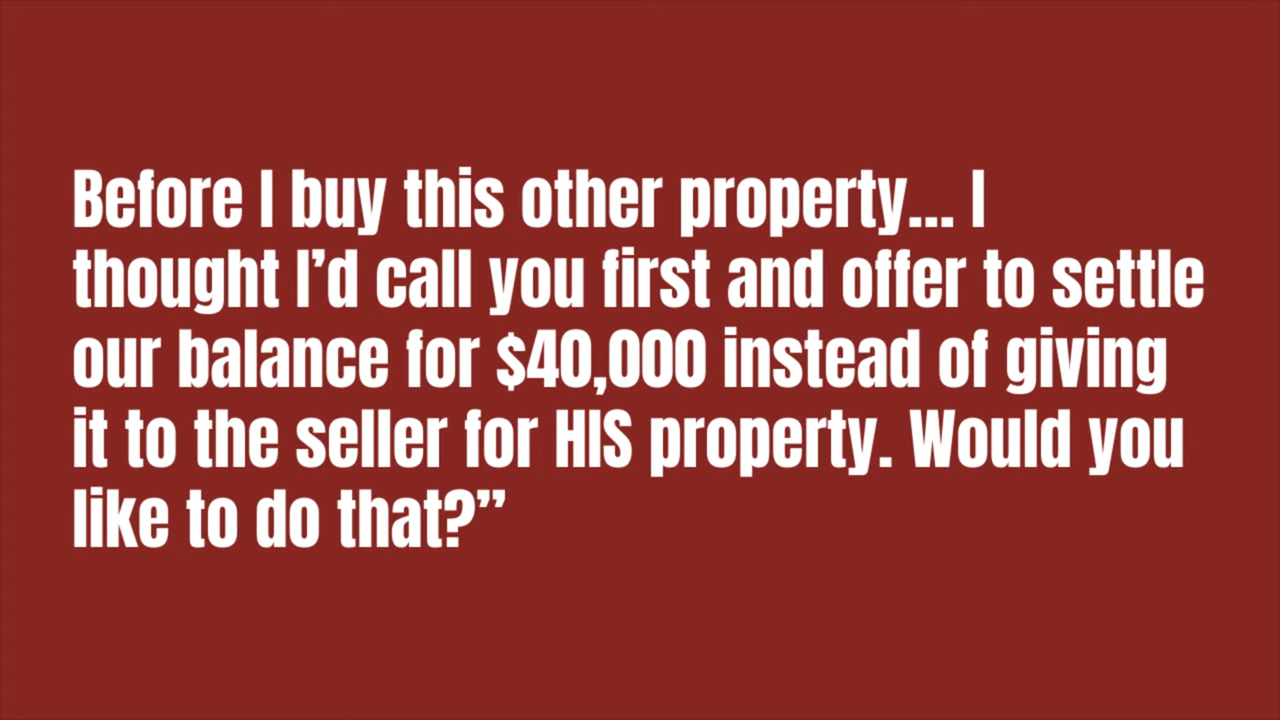 Before I buy this other property... I
thought I’d call you first and offer to settle
our balance for $40,000 instead of giving
it to the seller for HIS property. Would you
like to do that?”